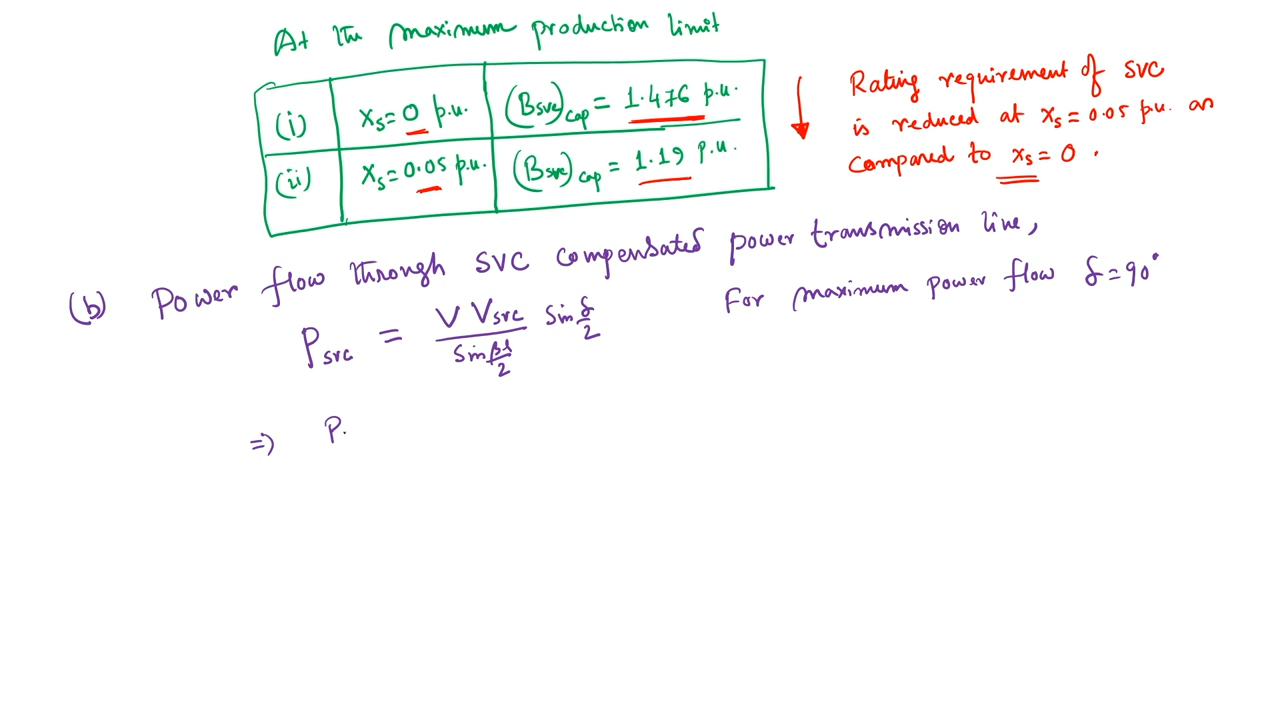 At the maximum production limit
(i) Xs=0 p.u. (Bsvc)cap = 1.476 p.u.
(ii) Xs=0.05 p.u. (Bsvc)cap = 1.19 p.u.
Rating requirement of SVC
is reduced at Xs=0.05 p.u. as
compared to Xs=0.
(b) Power flow through SVC compensated power transmission line,
For maximum power flow δ=90°
Psvc = V Vsvc / Sin βl/2 Sin δ/2
=> P.